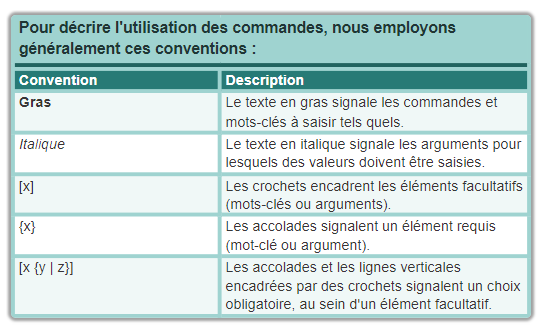 Pour décrire l'utilisation des commandes, nous employons
généralement ces conventions :
Convention Description
Gras Le texte en gras signale les commandes et
mots-clés à saisir tels quels.
Italique Le texte en italique signale les arguments pour
lesquels des valeurs doivent être saisies.
[x] Les crochets encadrent les éléments facultatifs
(mots-clés ou arguments).
{x} Les accolades signalent un élément requis
(mot-clé ou argument).
[x {y | z}] Les accolades et les lignes verticales
encadrées par des crochets signalent un choix
obligatoire, au sein d'un élément facultatif.